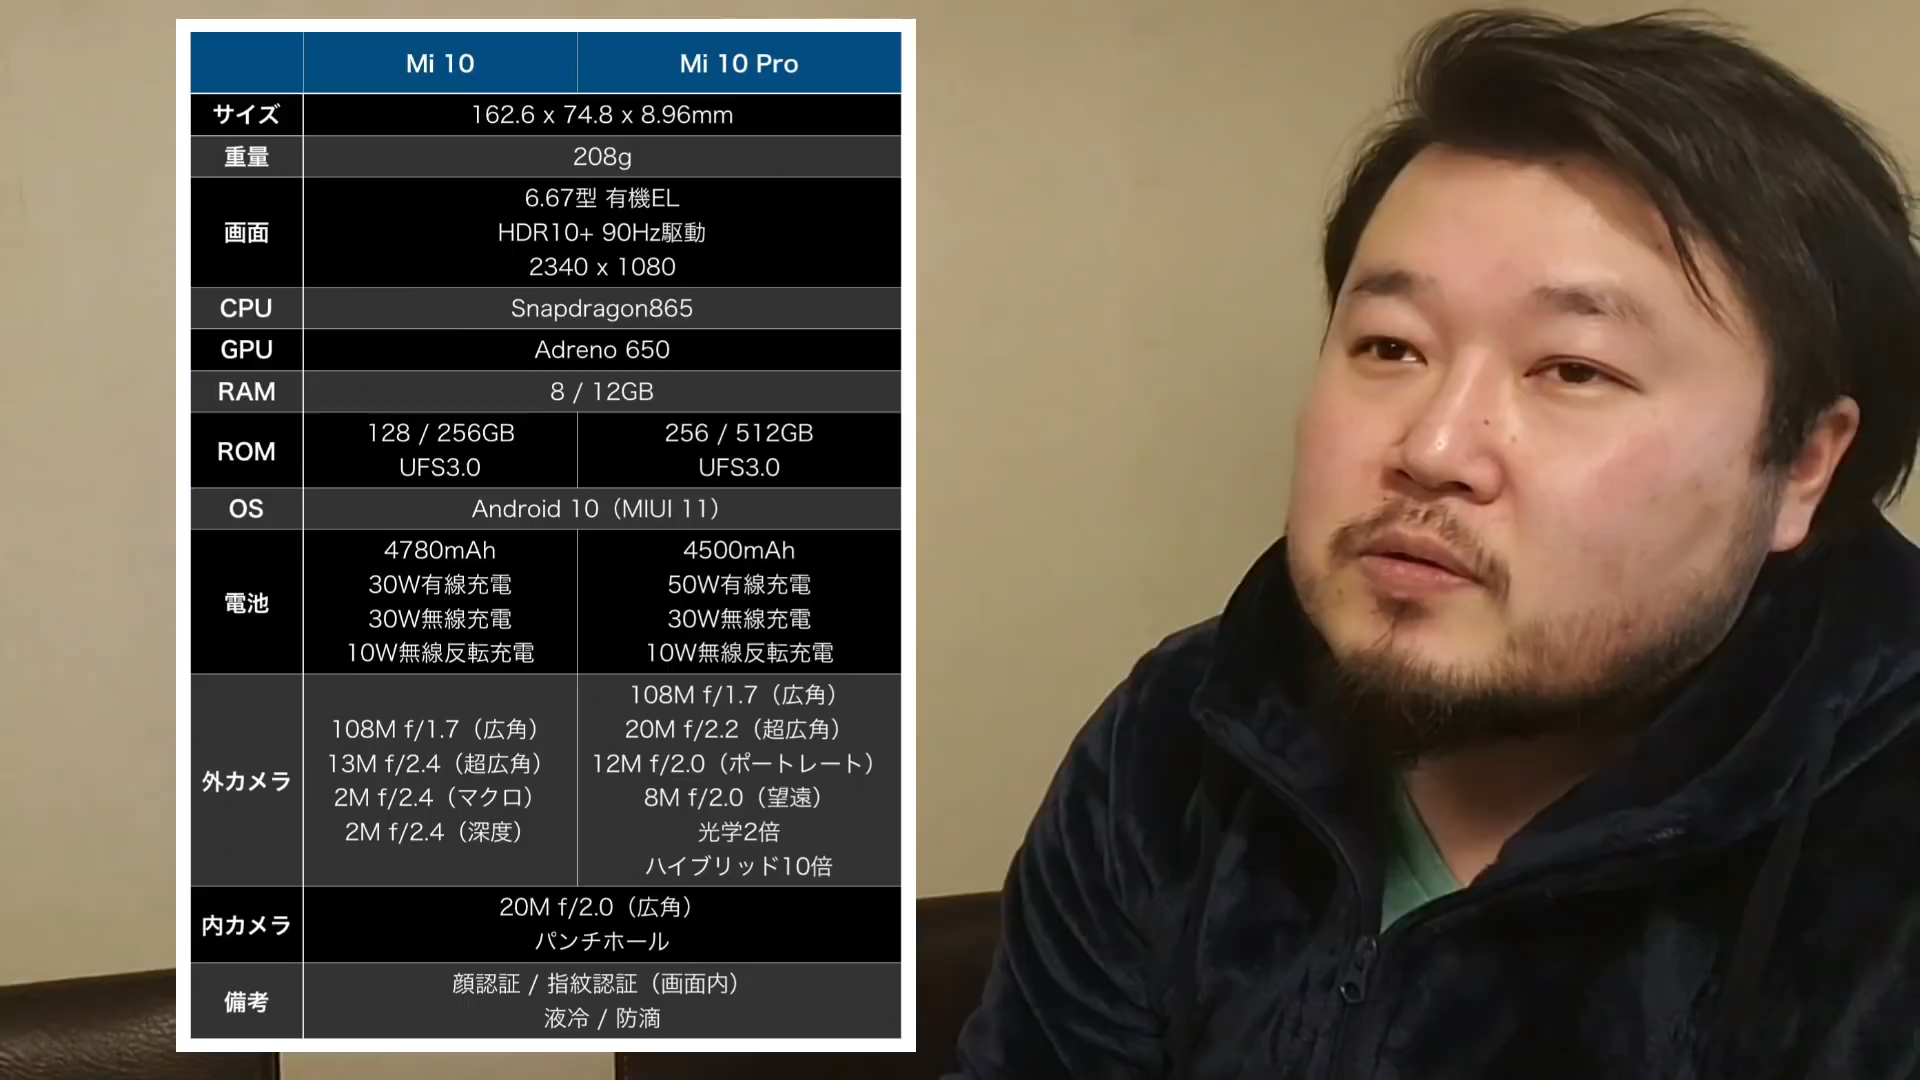 Mi 10 Mi 10 Pro
サイズ 162.6 x 74.8 x 8.96mm
重量 208g
画面 6.67型 有機EL
HDR10+ 90Hz駆動
2340 x 1080
CPU Snapdragon865
GPU Adreno 650
RAM 8 / 12GB
ROM 128 / 256GB 256 / 512GB
UFS3.0 UFS3.0
OS Android 10（MIUI 11）
電池 4780mAh 4500mAh
30W有線充電 50W有線充電
30W無線充電 30W無線充電
10W無線反転充電 10W無線反転充電
外カメラ
108M f/1.7（広角）
13M f/2.4（超広角）
2M f/2.4（マクロ）
2M f/2.4（深度）
108M f/1.7（広角）
20M f/2.2（超広角）
12M f/2.0（ポートレート）
8M f/2.0（望遠）
光学2倍
ハイブリッド10倍
内カメラ 20M f/2.0（広角）
パンチホール
備考 顔認証 / 指紋認証（画面内）
液冷 / 防滴